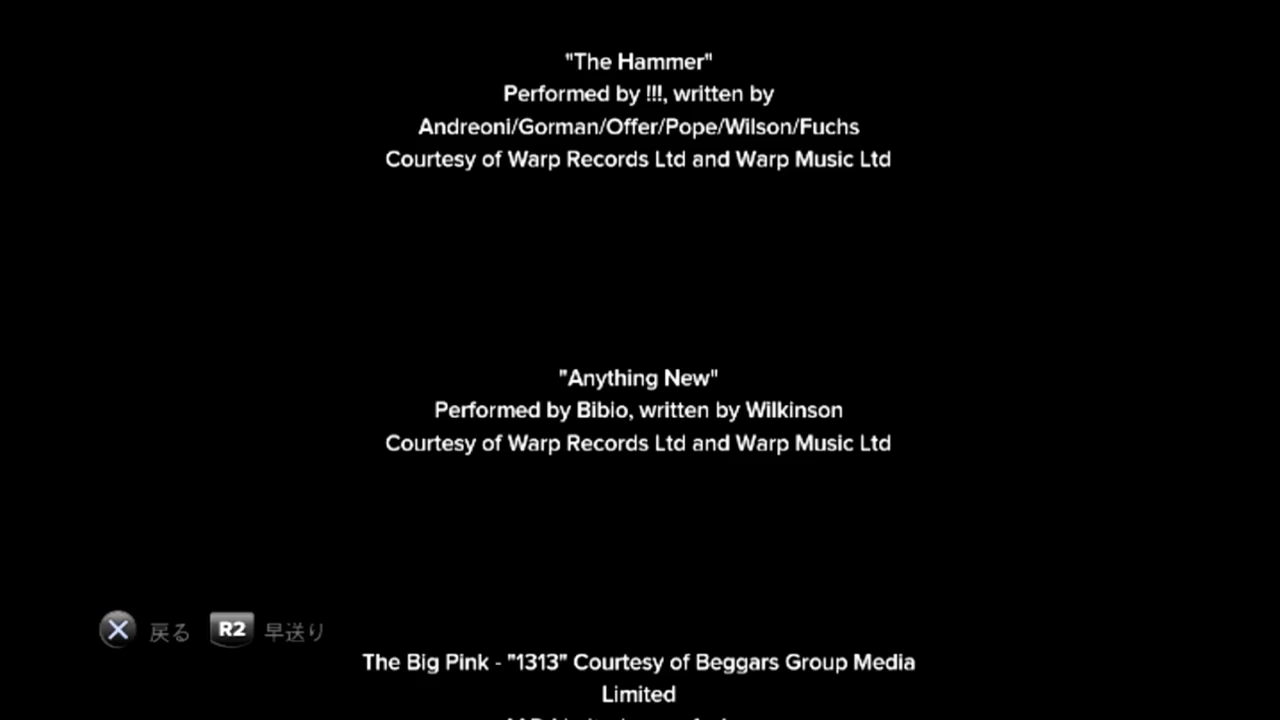 "The Hammer"
Performed by !!!, written by
Andreoni/Gorman/Offer/Pope/Wilson/Fuchs
Courtesy of Warp Records Ltd and Warp Music Ltd
"Anything New"
Performed by Bibio, written by Wilkinson
Courtesy of Warp Records Ltd and Warp Music Ltd
戻る R2 早送り
The Big Pink - "1313" Courtesy of Beggars Group Media
Limited